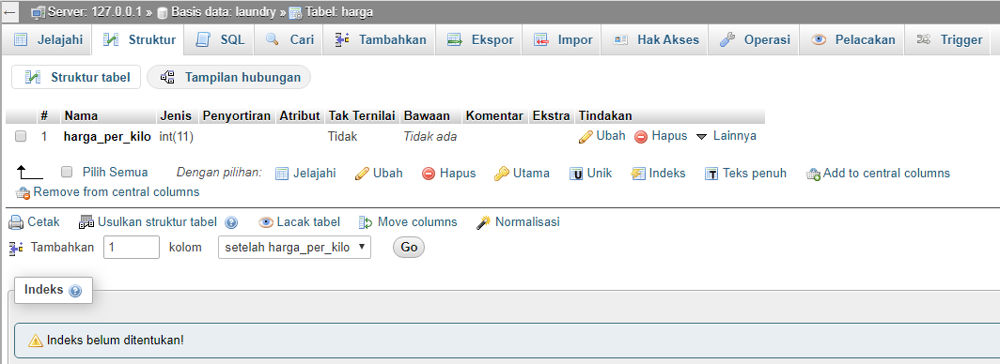 Server: 127.0.0.1 » Basis data: laundry » Tabel: harga
Jelajahi Struktur SQL Cari Tambahkan Ekspor Impor Hak Akses Operasi Pelacakan Trigger
Struktur tabel Tampilan hubungan
# Nama Jenis Penyortiran Atribut Tak Ternilai Bawaan Komentar Ekstra Tindakan
1 harga_per_kilo int(11) Tidak Tidak ada Ubah Hapus Lainnya
Pilih Semua Dengan pilihan: Jelajahi Ubah Hapus Utama Unik Indeks Teks penuh Add to central columns
Remove from central columns
Cetak Usulkan struktur tabel Lacak tabel Move columns Normalisasi
Tambahkan 1 kolom setelah harga_per_kilo Go
Indeks
Indeks belum ditentukan!